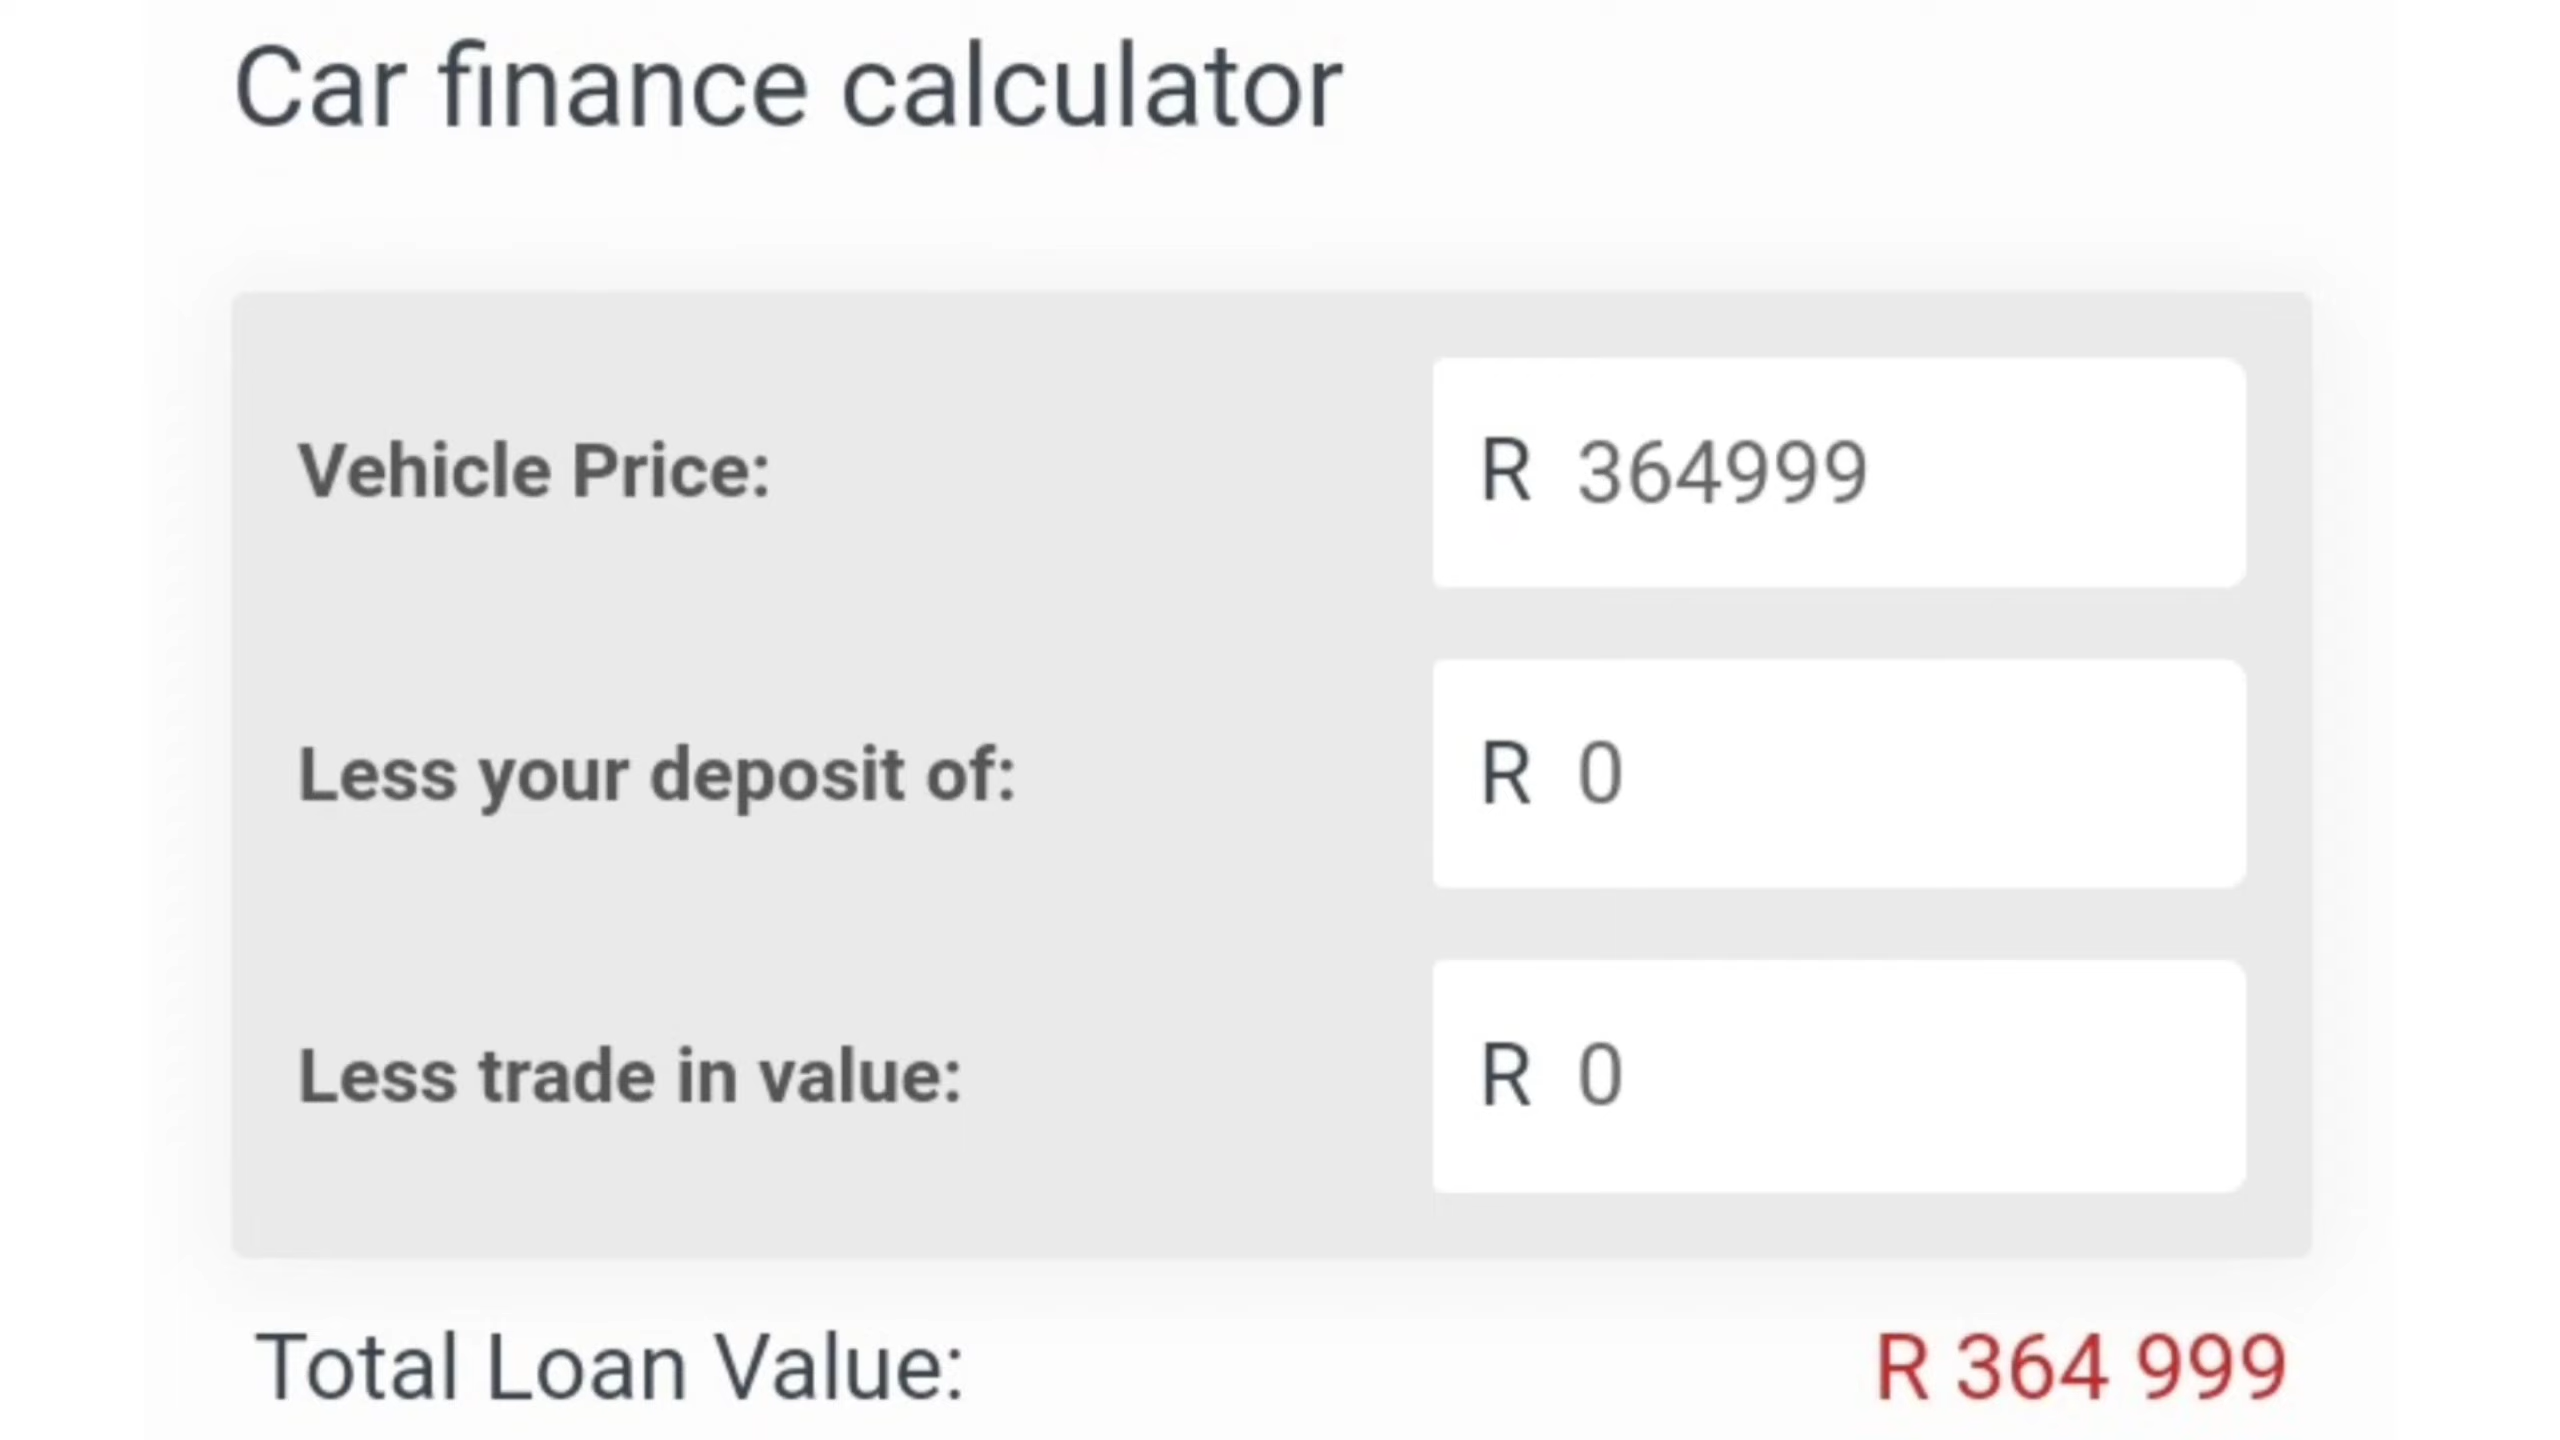 Car finance calculator
Vehicle Price: R 364999
Less your deposit of: R 0
Less trade in value: R 0
Total Loan Value: R 364 999